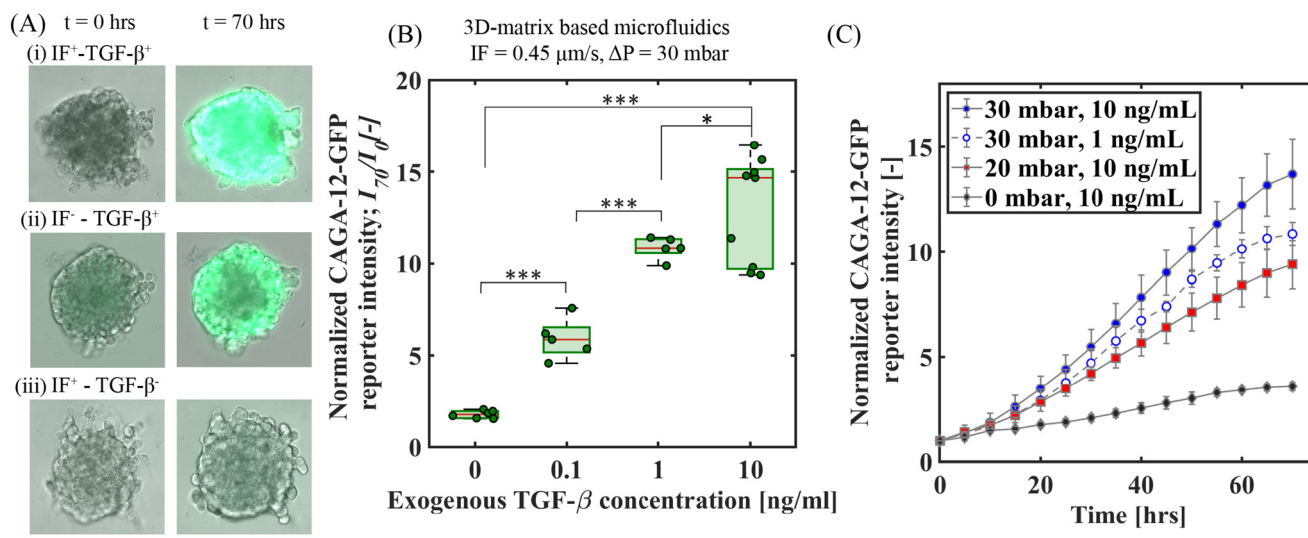 (A)
t = 0 hrs
t = 70 hrs
(i) IF⁺-TGF-β⁺
(ii) IF⁻ - TGF-β⁺
(iii) IF⁺ - TGF-β⁻
(B)
3D-matrix based microfluidics
IF = 0.45 μm/s, ΔP = 30 mbar
Normalized CAGA-12-GFP
reporter intensity; I₇₀/I₀[-]
20
15
10
5
0
***
*
***
***
0
0.1
1
10
Exogenous TGF-β concentration [ng/ml]
(C)
Normalized CAGA-12-GFP
reporter intensity [-]
15
10
5
0
30 mbar, 10 ng/mL
30 mbar, 1 ng/mL
20 mbar, 10 ng/mL
0 mbar, 10 ng/mL
0
20
40
60
Time [hrs]